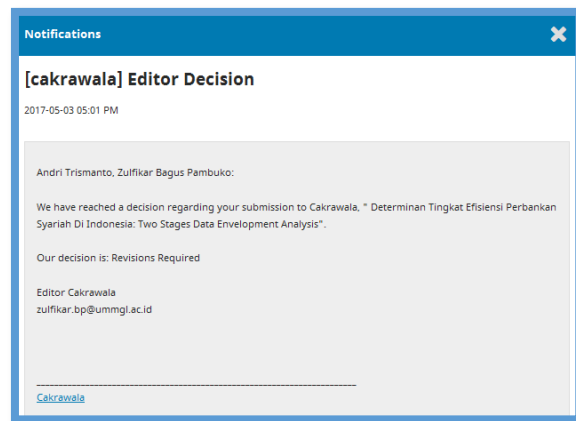 Notifications
[cakrawala] Editor Decision
2017-05-03 05:01 PM
Andri Trismanto, Zulfikar Bagus Pambuko:
We have reached a decision regarding your submission to Cakrawala, " Determinan Tingkat Efisiensi Perbankan
Syariah Di Indonesia: Two Stages Data Envelopment Analysis".
Our decision is: Revisions Required
Editor Cakrawala
zulfikar.bp@ummgl.ac.id
Cakrawala